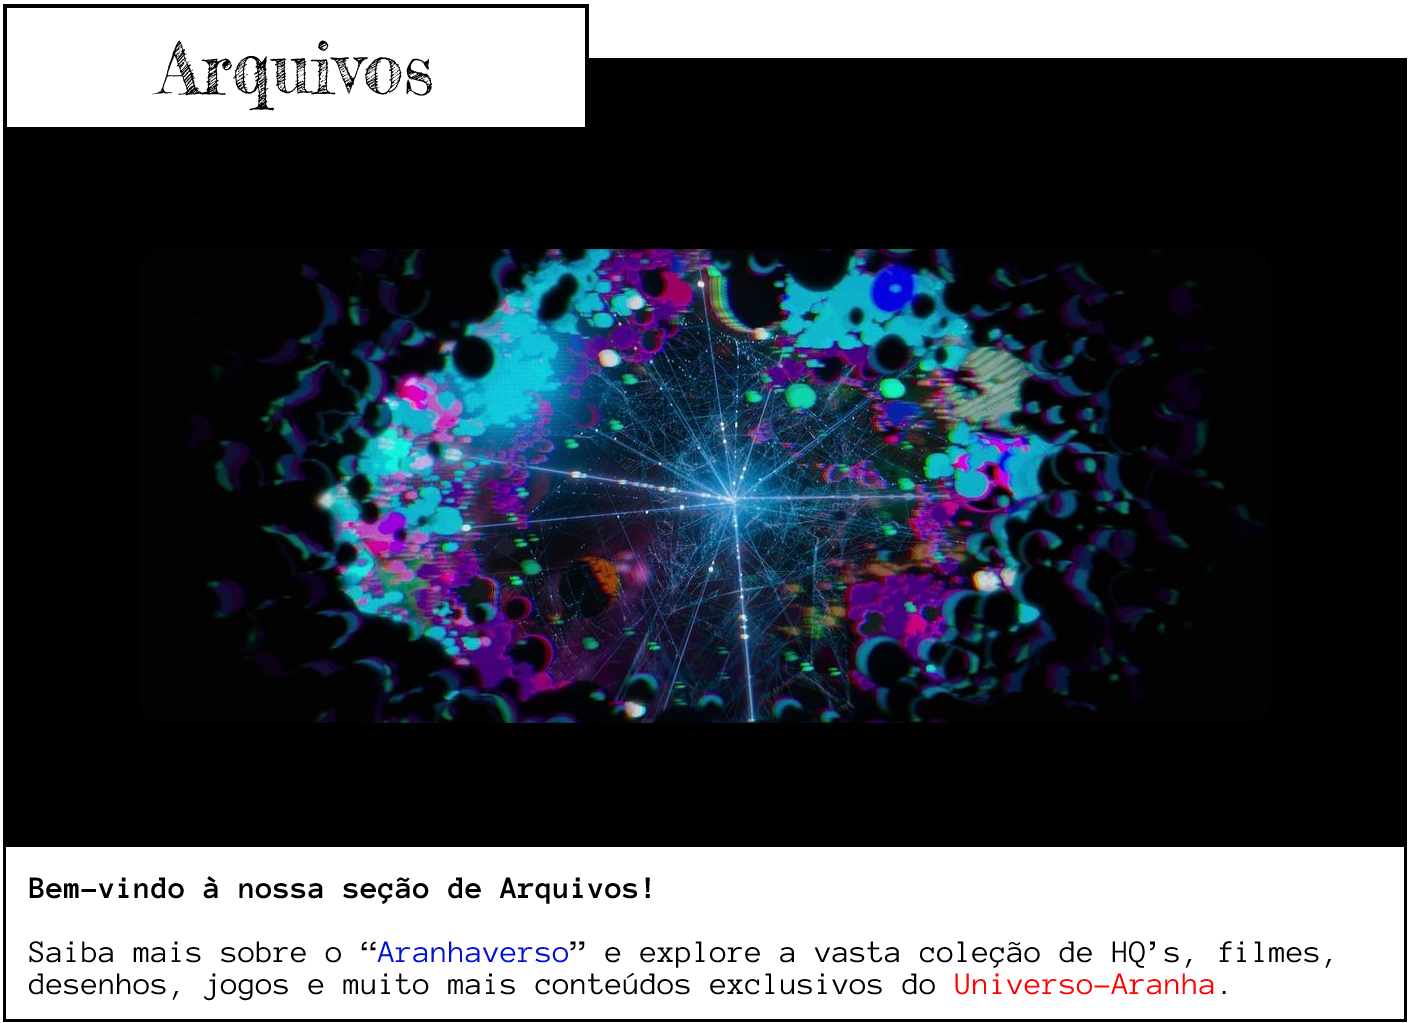 Arquivos
Bem-vindo à nossa seção de Arquivos!
Saiba mais sobre o “Aranhaverso” e explore a vasta coleção de HQ’s, filmes,
desenhos, jogos e muito mais conteúdos exclusivos do Universo-Aranha.